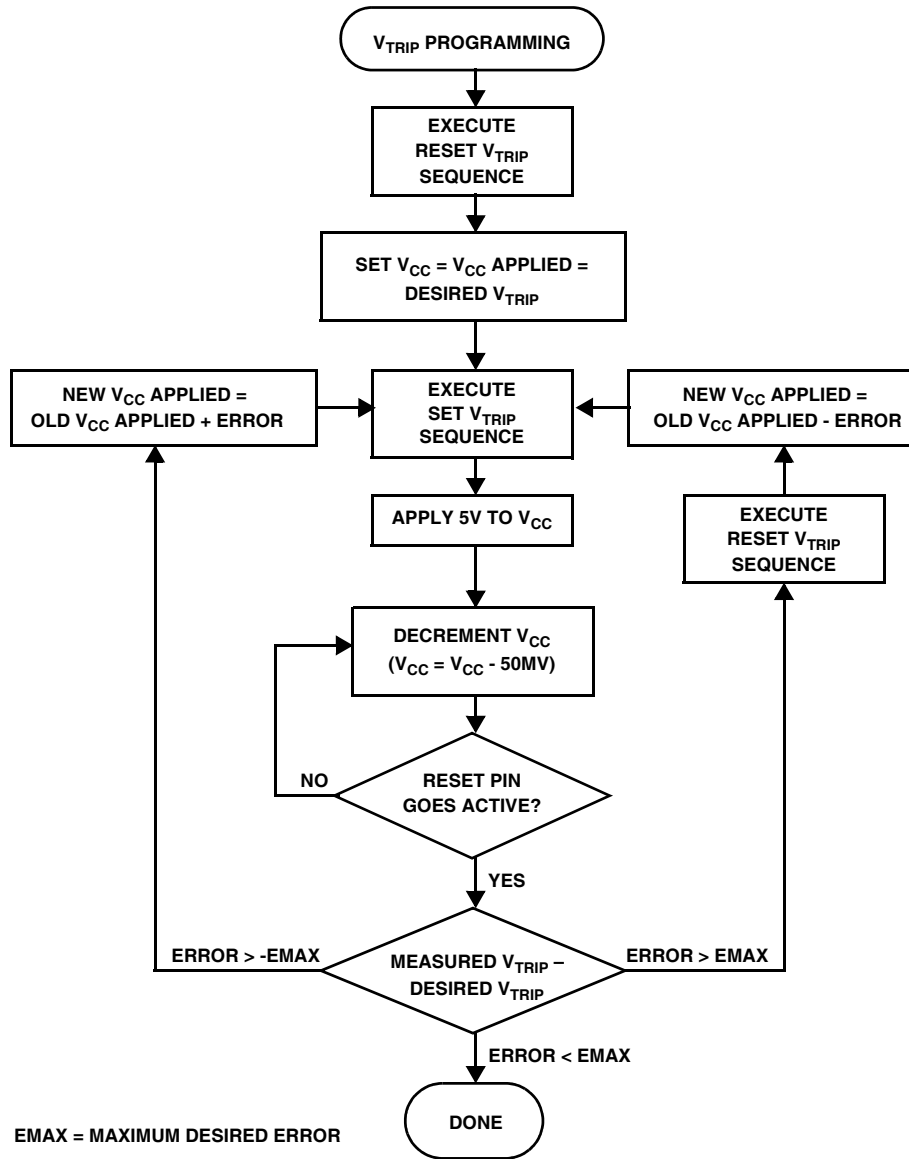 V_TRIP PROGRAMMING
EXECUTE
RESET V_TRIP
SEQUENCE
SET V_CC = V_CC APPLIED =
DESIRED V_TRIP
NEW V_CC APPLIED =
OLD V_CC APPLIED + ERROR
EXECUTE
SET V_TRIP
SEQUENCE
NEW V_CC APPLIED =
OLD V_CC APPLIED - ERROR
APPLY 5V TO V_CC
EXECUTE
RESET V_TRIP
SEQUENCE
DECREMENT V_CC
(V_CC = V_CC - 50MV)
NO
RESET PIN
GOES ACTIVE?
YES
ERROR > -EMAX
MEASURED V_TRIP –
DESIRED V_TRIP
ERROR > EMAX
ERROR < EMAX
DONE
EMAX = MAXIMUM DESIRED ERROR